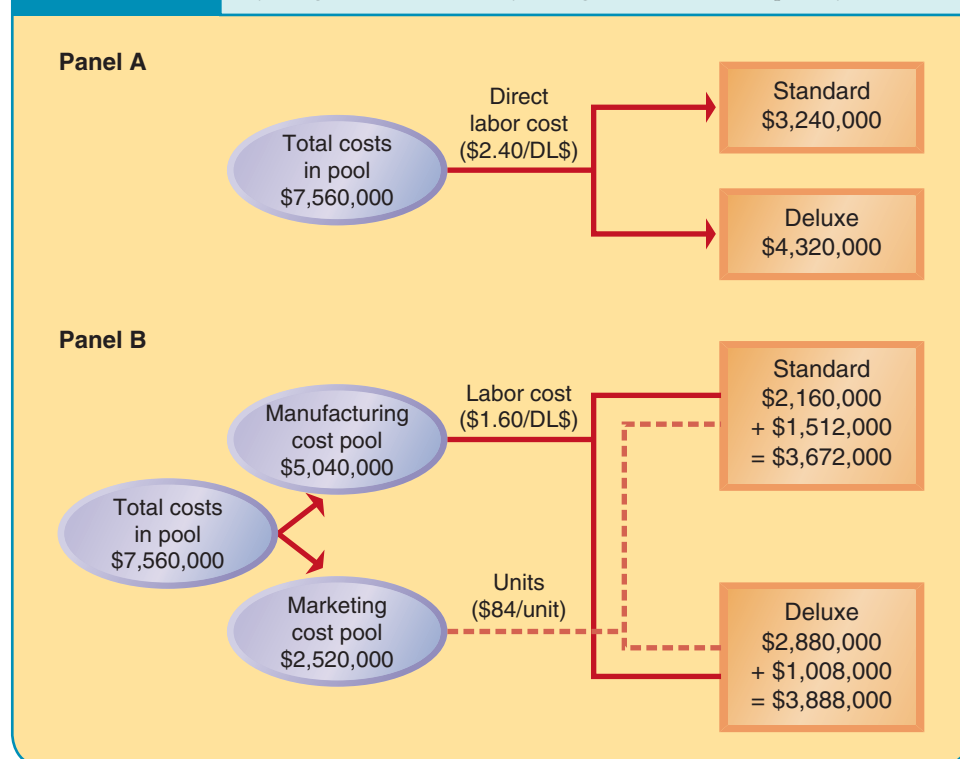 Panel A
Total costs
in pool
$7,560,000
Direct
labor cost
($2.40/DL$)
Standard
$3,240,000
Deluxe
$4,320,000
Panel B
Total costs
in pool
$7,560,000
Manufacturing
cost pool
$5,040,000
Labor cost
($1.60/DL$)
Marketing
cost pool
$2,520,000
Units
($84/unit)
Standard
$2,160,000
+ $1,512,000
= $3,672,000
Deluxe
$2,880,000
+ $1,008,000
= $3,888,000